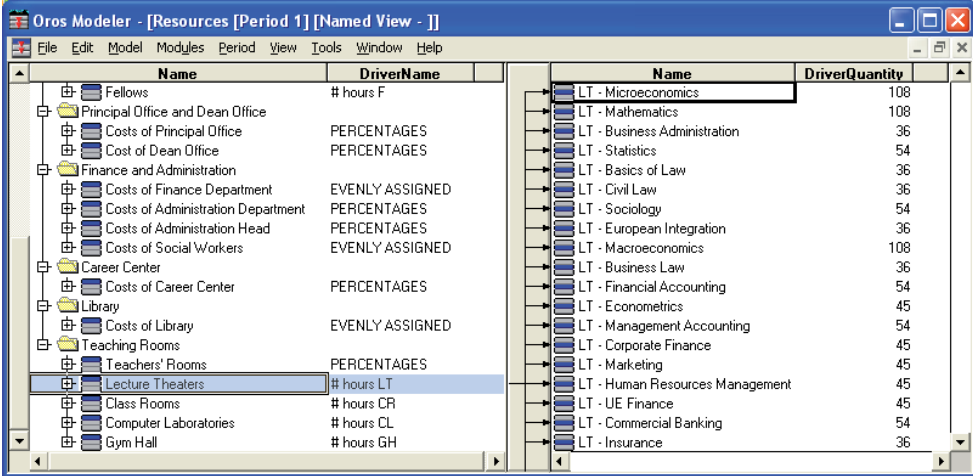 Oros Modeler - [Resources [Period 1] [Named View - ]]
File Edit Model Modules Period View Tools Window Help
Name DriverName
Fellows # hours F
Principal Office and Dean Office
Costs of Principal Office PERCENTAGES
Cost of Dean Office PERCENTAGES
Finance and Administration
Costs of Finance Department EVENLY ASSIGNED
Costs of Administration Department PERCENTAGES
Costs of Administration Head PERCENTAGES
Costs of Social Workers EVENLY ASSIGNED
Career Center
Costs of Career Center PERCENTAGES
Library
Costs of Library EVENLY ASSIGNED
Teaching Rooms
Teachers' Rooms PERCENTAGES
Lecture Theaters # hours LT
Class Rooms # hours CR
Computer Laboratories # hours CL
Gym Hall # hours GH
Name DriverQuantity
LT - Microeconomics 108
LT - Mathematics 108
LT - Business Administration 36
LT - Statistics 54
LT - Basics of Law 36
LT - Civil Law 36
LT - Sociology 54
LT - European Integration 36
LT - Macroeconomics 108
LT - Business Law 36
LT - Financial Accounting 54
LT - Econometrics 45
LT - Management Accounting 54
LT - Corporate Finance 45
LT - Marketing 45
LT - Human Resources Management 45
LT - UE Finance 45
LT - Commercial Banking 54
LT - Insurance 36